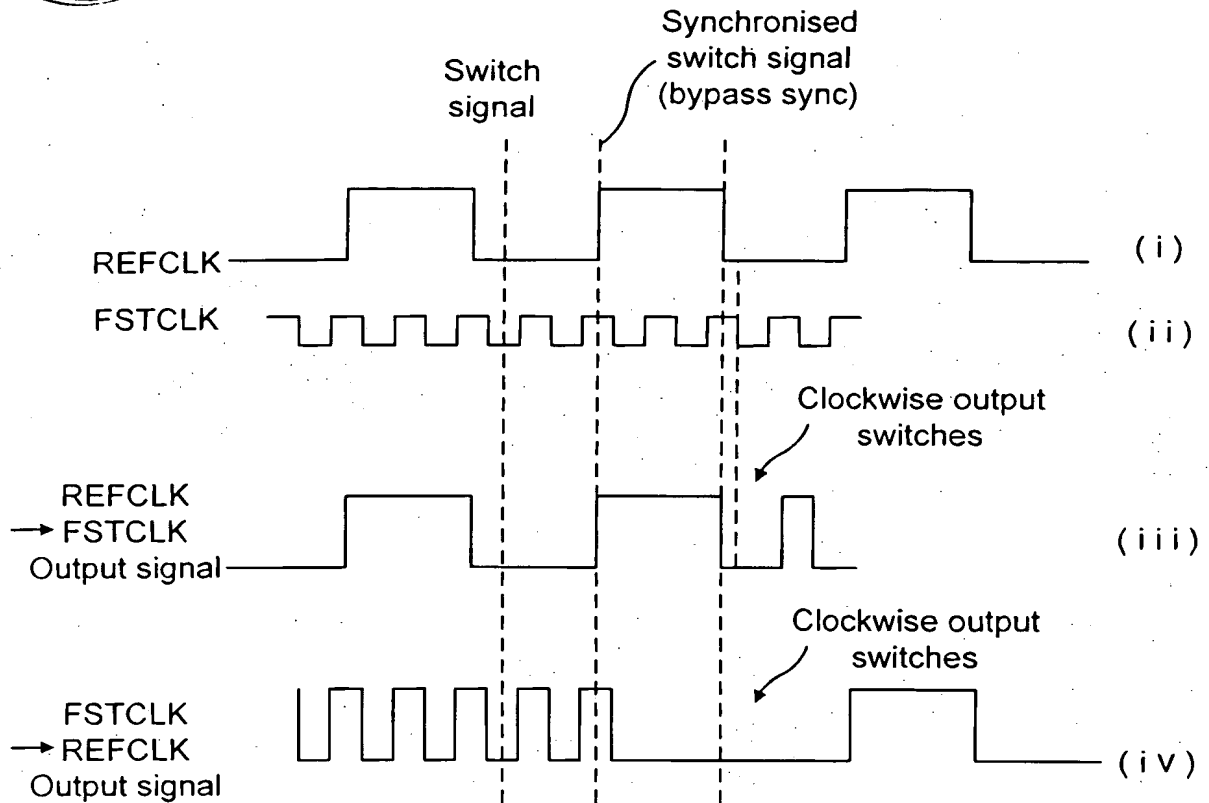 Switch
signal
Synchronised
switch signal
(bypass sync)
REFCLK
(i)
FSTCLK
(ii)
Clockwise output
switches
REFCLK
→ FSTCLK
Output signal
(iii)
Clockwise output
switches
FSTCLK
→ REFCLK
Output signal
(iv)